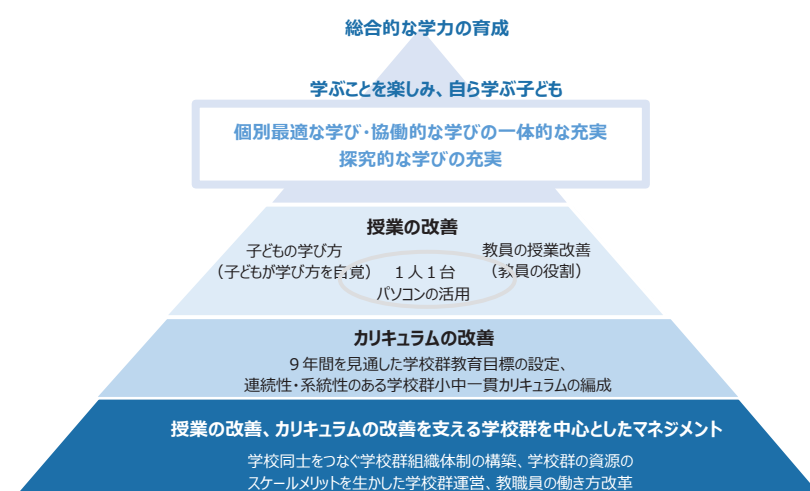 総合的な学力の育成
学ぶことを楽しみ、自ら学ぶ子ども
個別最適な学び・協働的な学びの一体的な充実
探究的な学びの充実
授業の改善
子どもの学び方
（子どもが学び方を自覚）
１人１台
パソコンの活用
教員の授業改善
（教員の役割）
カリキュラムの改善
９年間を見通した学校群教育目標の設定、
連続性・系統性のある学校群小中一貫カリキュラムの編成
授業の改善、カリキュラムの改善を支える学校群を中心としたマネジメント
学校同士をつなぐ学校群組織体制の構築、学校群の資源の
スケールメリットを生かした学校群運営、教職員の働き方改革